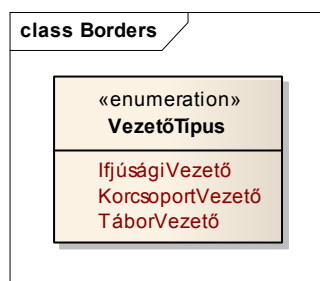 class Borders
«enumeration»
VezetőTípus
IfjúságiVezető
KorcsoportVezető
TáborVezető